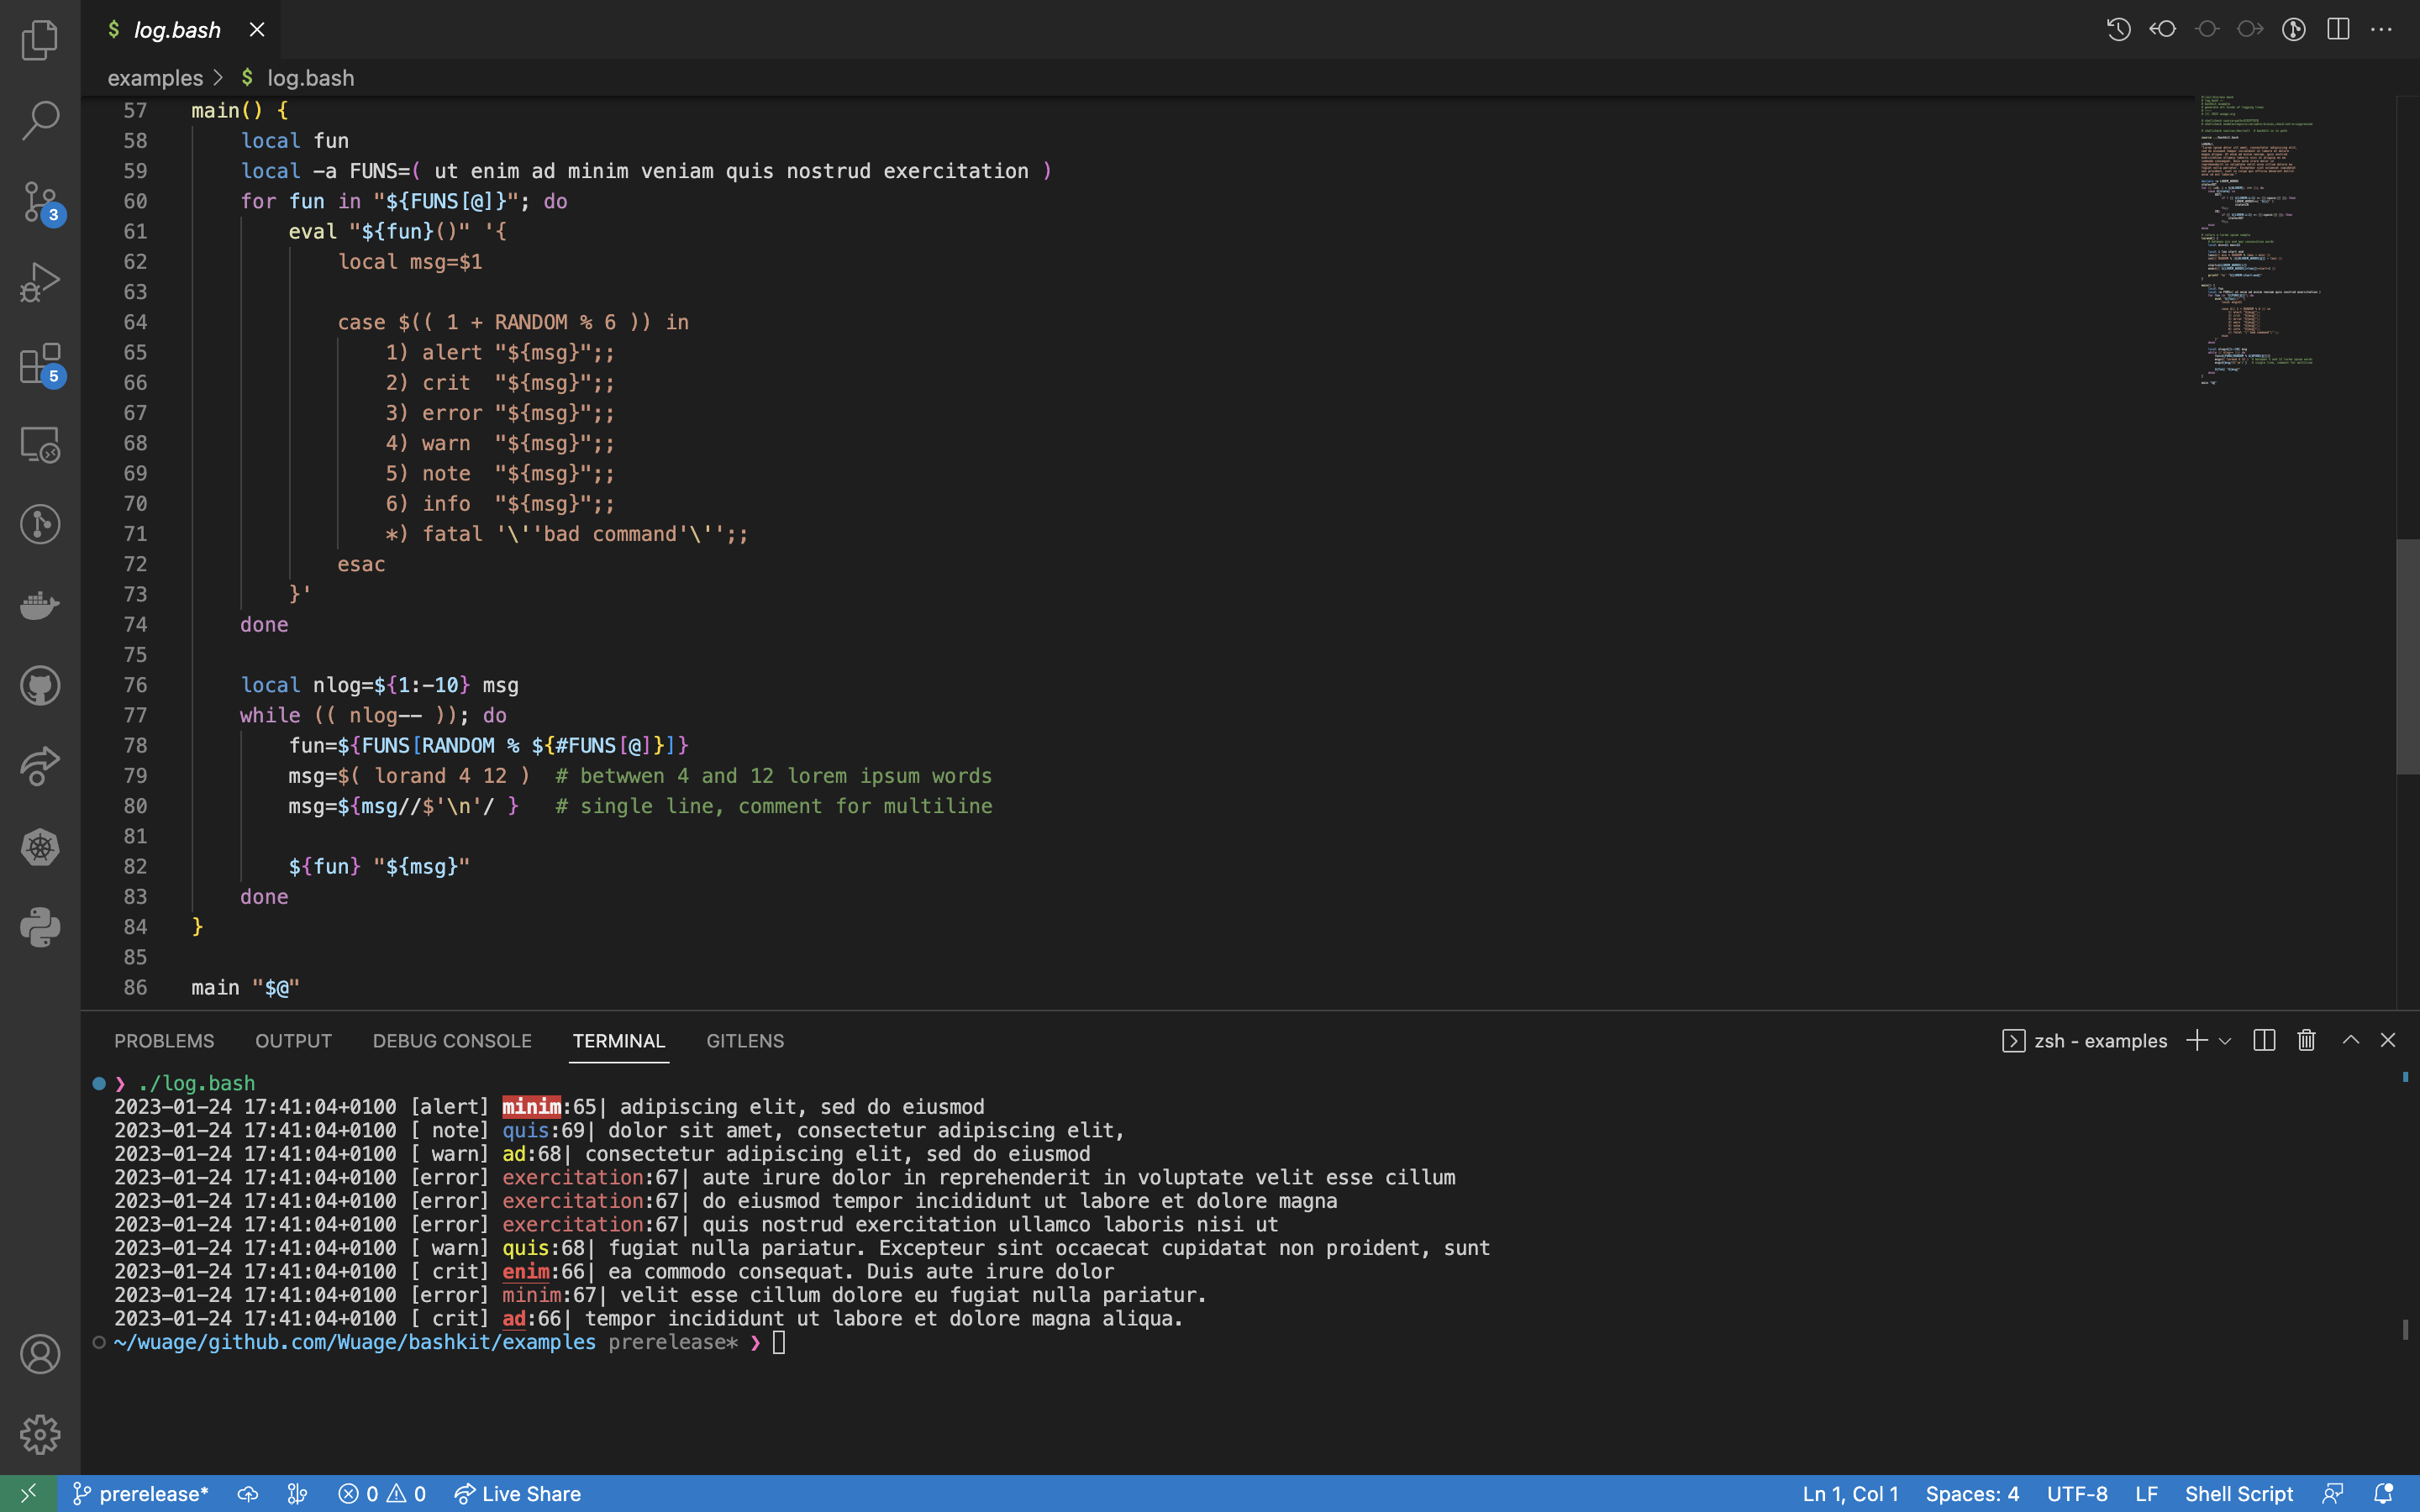 $ log.bash
examples > $ log.bash
57 main() {
58 local fun
59 local -a FUNS=( ut enim ad minim veniam quis nostrud exercitation )
60 for fun in "${FUNS[@]}"; do
61 eval "${fun}()" '{
62 local msg=$1
63
64 case $(( 1 + RANDOM % 6 )) in
65 1) alert "${msg}";;
66 2) crit  "${msg}";;
67 3) error "${msg}";;
68 4) warn  "${msg}";;
69 5) note  "${msg}";;
70 6) info  "${msg}";;
71 *) fatal '\''bad command'\'';;
72 esac
73 }'
74 done
75
76 local nlog=${1:-10} msg
77 while (( nlog-- )); do
78 fun=${FUNS[RANDOM % ${#FUNS[@]}]}
79 msg=$( lorand 4 12 )  # betwwen 4 and 12 lorem ipsum words
80 msg=${msg//$'\n'/ }   # single line, comment for multiline
81
82 ${fun} "${msg}"
83 done
84 }
85
86 main "$@"
3
5
PROBLEMS OUTPUT DEBUG CONSOLE TERMINAL GITLENS zsh - examples
❯ ./log.bash
2023-01-24 17:41:04+0100 [alert] minim:65| adipiscing elit, sed do eiusmod
2023-01-24 17:41:04+0100 [ note] quis:69| dolor sit amet, consectetur adipiscing elit,
2023-01-24 17:41:04+0100 [ warn] ad:68| consectetur adipiscing elit, sed do eiusmod
2023-01-24 17:41:04+0100 [error] exercitation:67| aute irure dolor in reprehenderit in voluptate velit esse cillum
2023-01-24 17:41:04+0100 [error] exercitation:67| do eiusmod tempor incididunt ut labore et dolore magna
2023-01-24 17:41:04+0100 [error] exercitation:67| quis nostrud exercitation ullamco laboris nisi ut
2023-01-24 17:41:04+0100 [ warn] quis:68| fugiat nulla pariatur. Excepteur sint occaecat cupidatat non proident, sunt
2023-01-24 17:41:04+0100 [ crit] enim:66| ea commodo consequat. Duis aute irure dolor
2023-01-24 17:41:04+0100 [error] minim:67| velit esse cillum dolore eu fugiat nulla pariatur.
2023-01-24 17:41:04+0100 [ crit] ad:66| tempor incididunt ut labore et dolore magna aliqua.
~/wuage/github.com/Wuage/bashkit/examples prerelease* ❯
prerelease* 0 0 Live Share Ln 1, Col 1 Spaces: 4 UTF-8 LF Shell Script